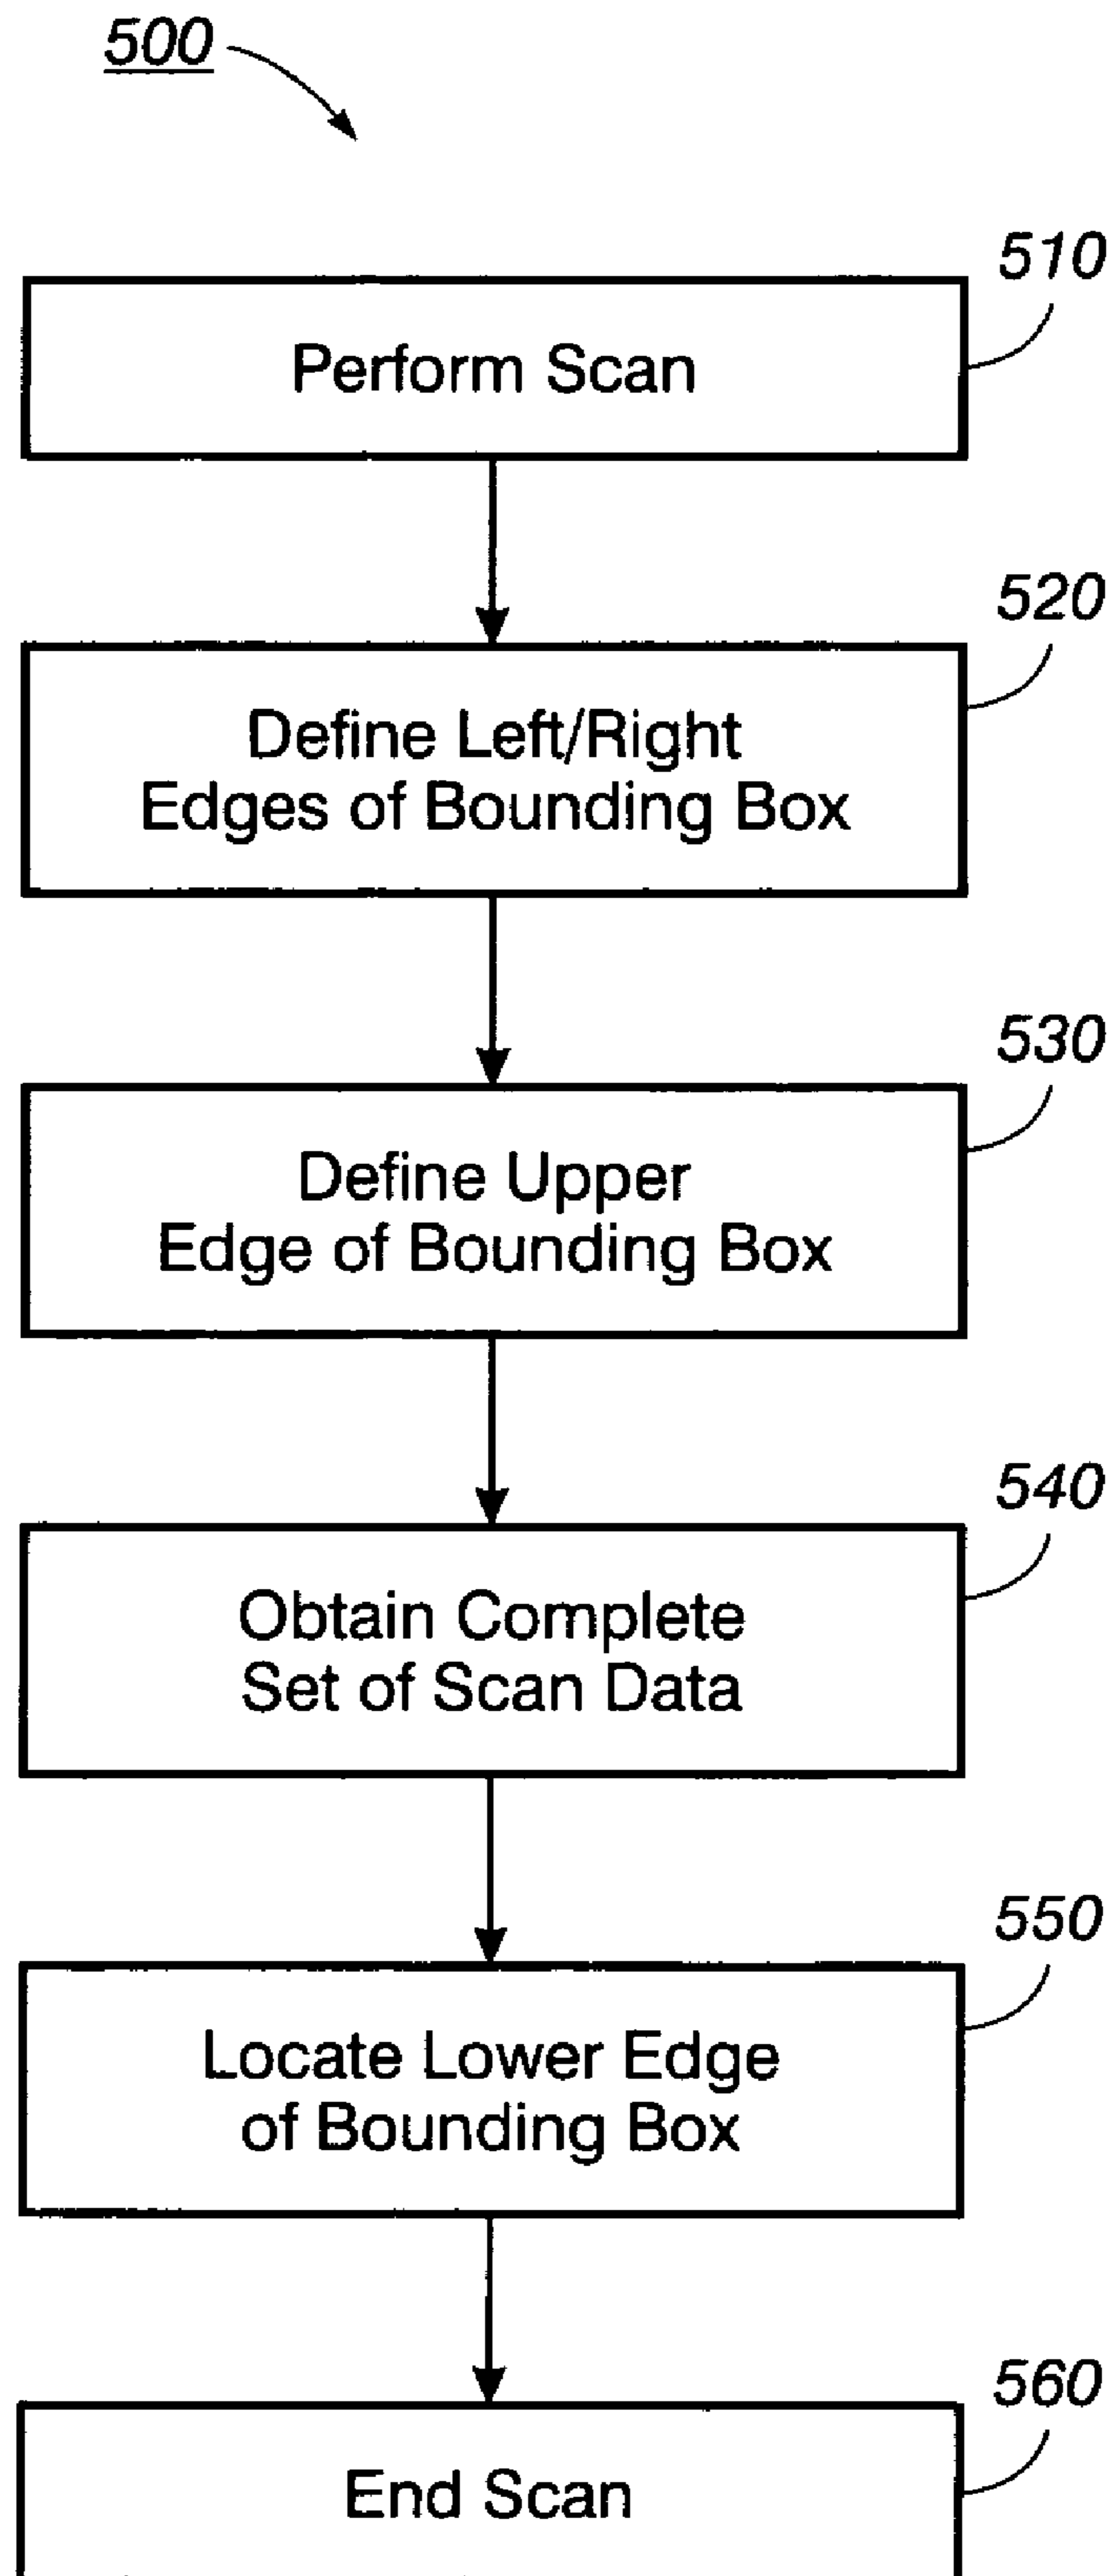 500
510
Perform Scan
520
Define Left/Right
Edges of Bounding Box
530
Define Upper
Edge of Bounding Box
540
Obtain Complete
Set of Scan Data
550
Locate Lower Edge
of Bounding Box
560
End Scan